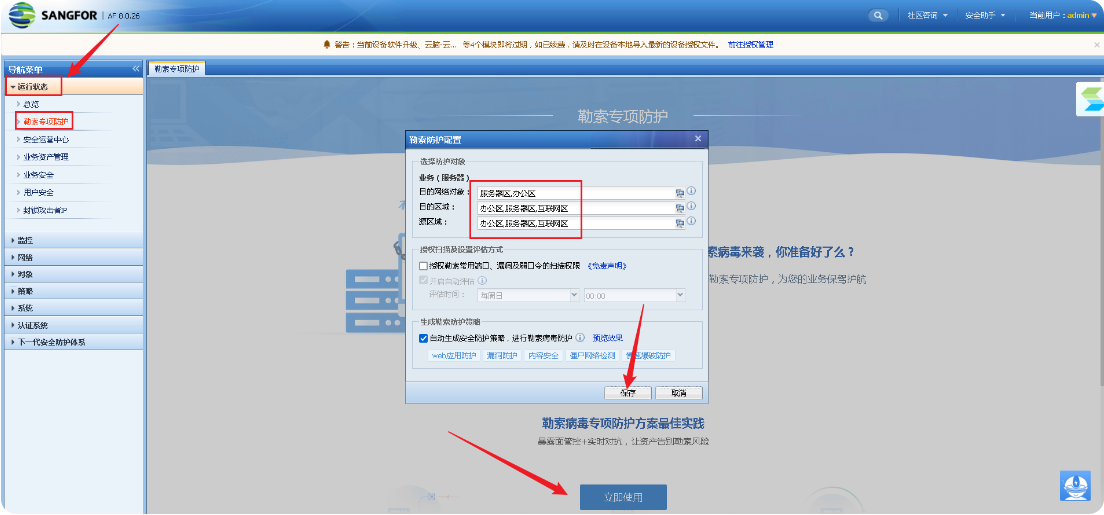 SANGFOR | AF 8.0.26
社区咨询
安全助手
当前用户：admin
警告：当前设备软件升级、云脑-云... 等4个模块即将过期，如已续费，请及时在设备本地导入最新的设备授权文件。 前往授权管理
导航菜单
运行状态
总览
勒索专项防护
安全运营中心
业务资产管理
业务安全
用户安全
封锁攻击者IP
监控
网络
对象
策略
系统
认证系统
下一代安全防护体系
勒索专项防护
勒索专项防护
勒索防护配置
选择防护对象
业务（服务器）
目的网络对象：
服务器区,办公区
目的区域：
办公区,服务器区,互联网区
源区域：
办公区,服务器区,互联网区
授权扫描及设置评估方式
授权勒索常用端口、漏洞及弱口令的扫描权限 《免责声明》
开启自动评估
评估时间：
每周日
00:00
生成勒索防护策略
自动生成安全防护策略，进行勒索病毒防护 预览效果
web应用防护
漏洞防护
内容安全
僵尸网络检测
慢速爆破防护
保存
取消
索病毒来袭，你准备好了么？
勒索专项防护，为您的业务保驾护航
勒索病毒专项防护方案最佳实践
暴露面管控+实时对抗，让资产告别勒索风险
立即使用